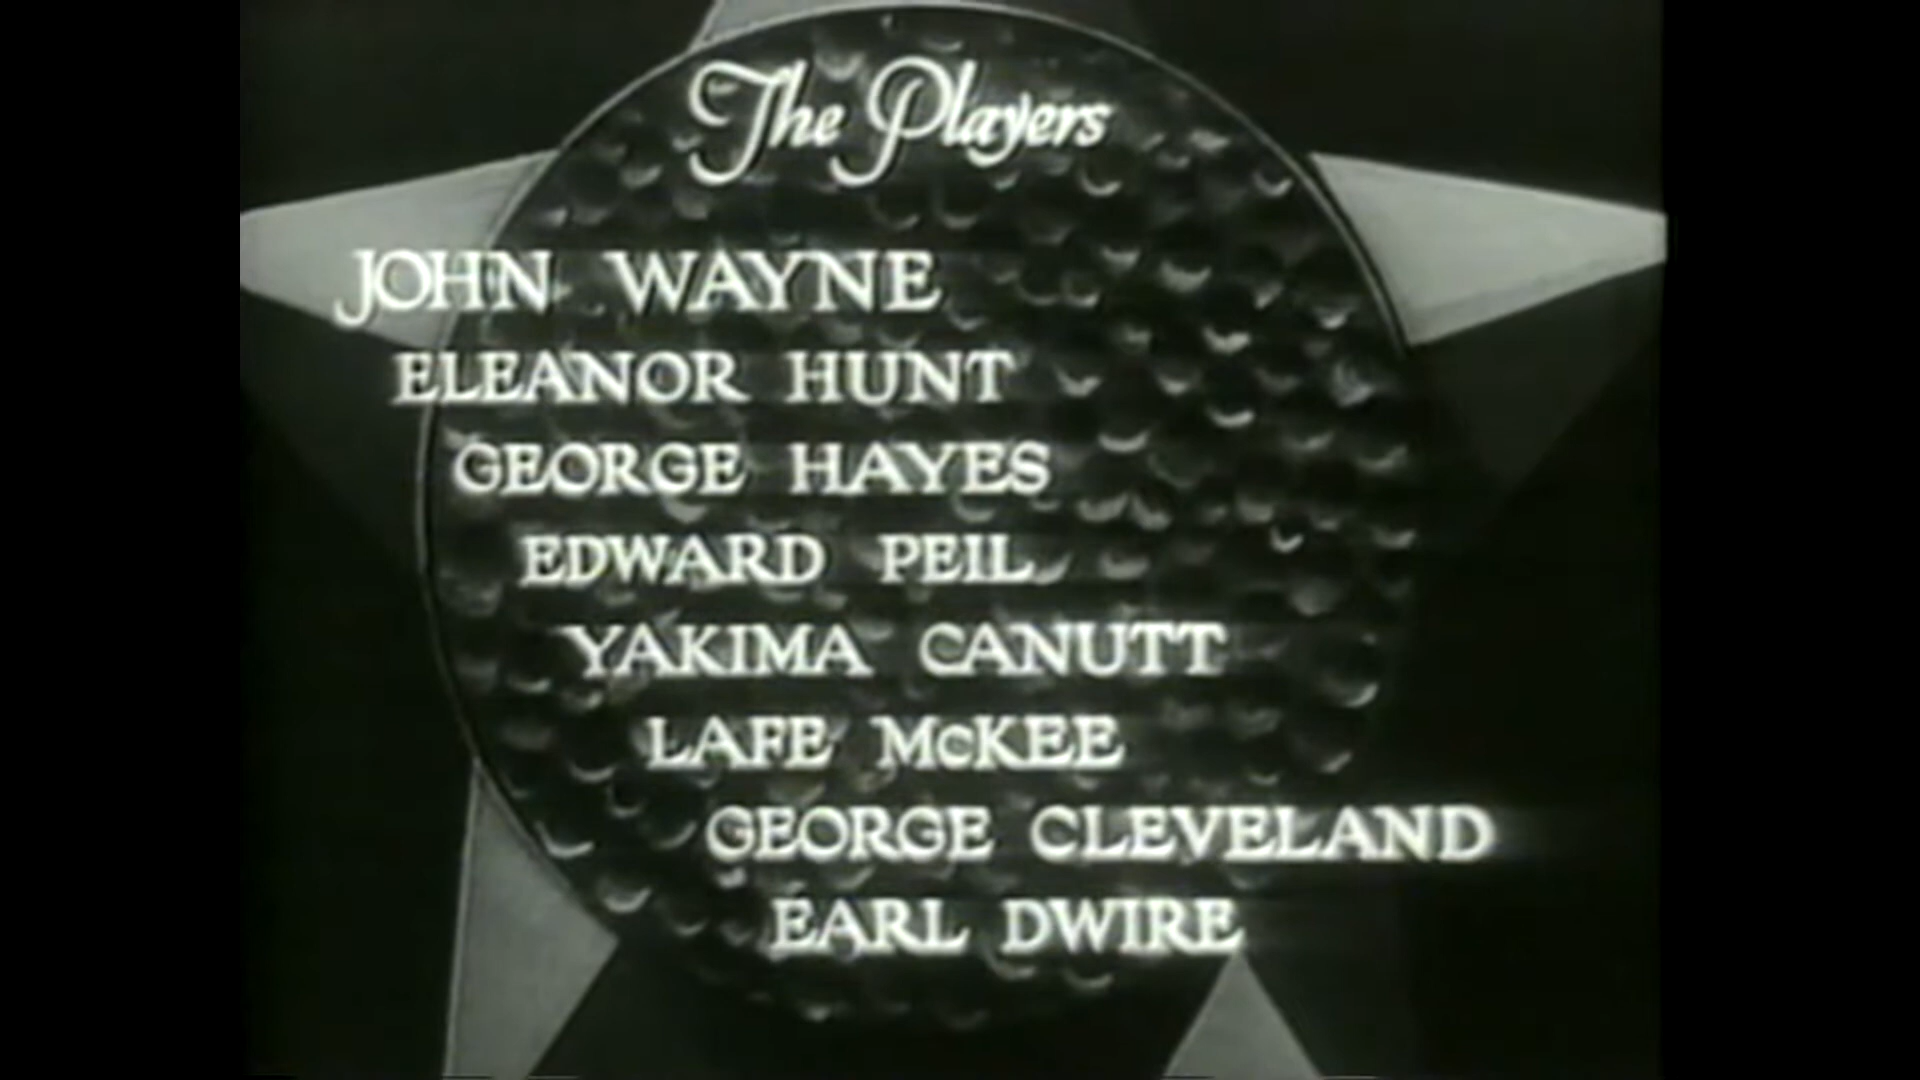 The Players
JOHN WAYNE
ELEANOR HUNT
GEORGE HAYES
EDWARD PEIL
YAKIMA CANUTT
LAFE McKEE
GEORGE CLEVELAND
EARL DWIRE